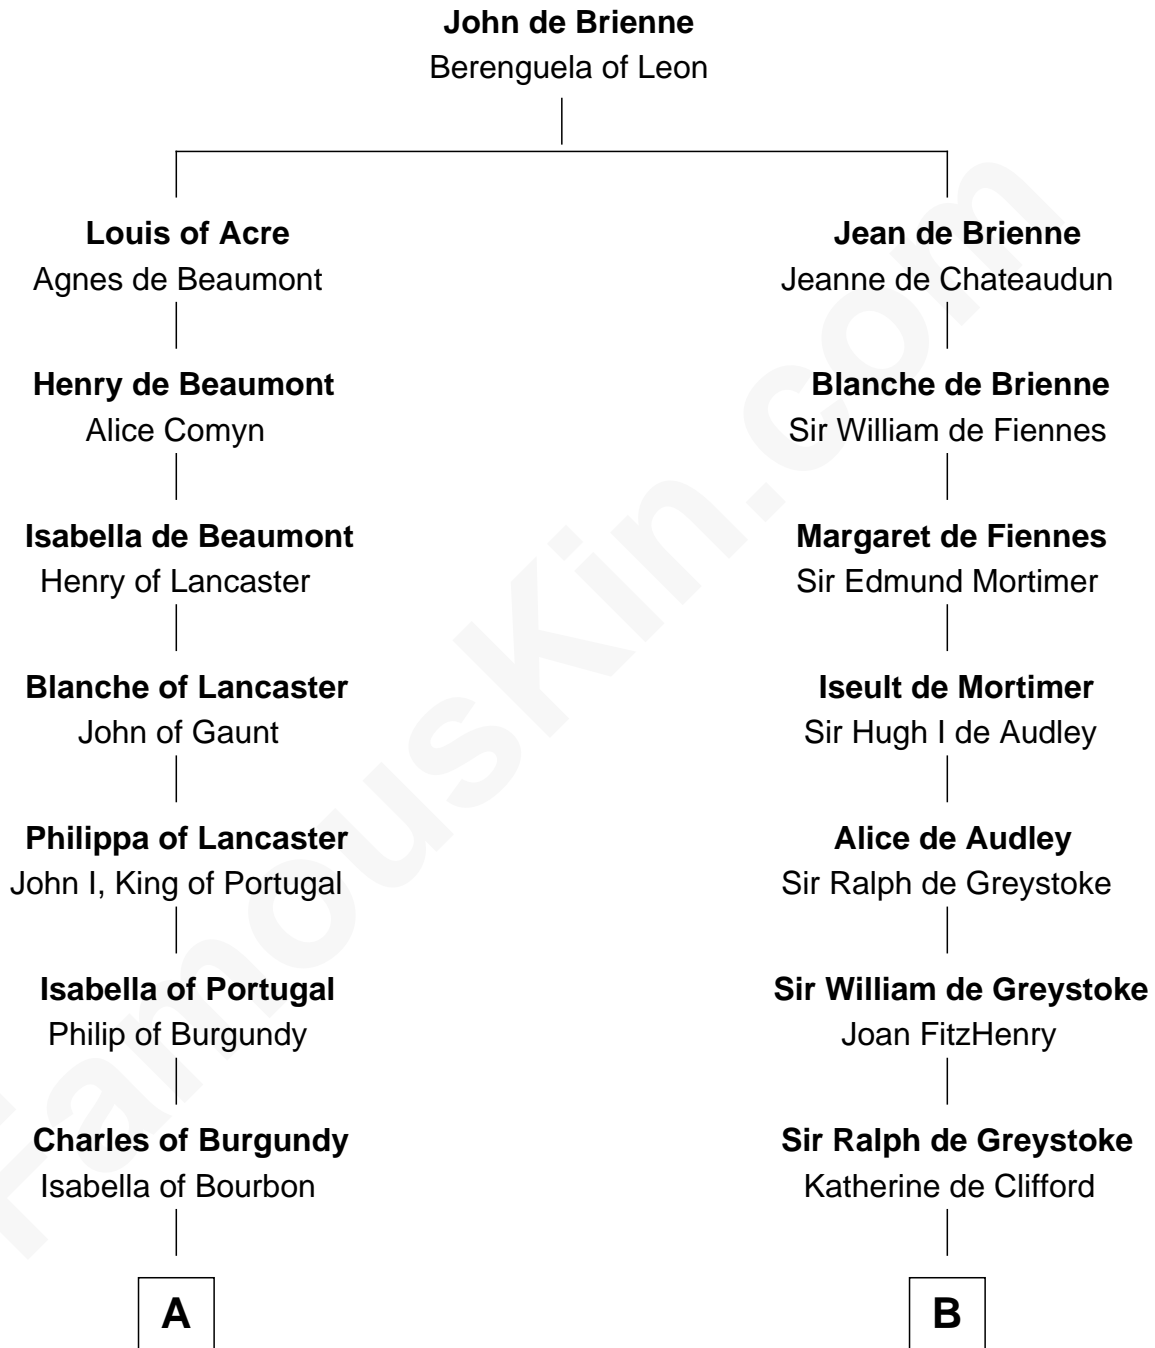 John de Brienne
Berenguela of Leon
Louis of Acre
Agnes de Beaumont
Jean de Brienne
Jeanne de Chateaudun
Henry de Beaumont
Alice Comyn
Blanche de Brienne
Sir William de Fiennes
Isabella de Beaumont
Henry of Lancaster
Margaret de Fiennes
Sir Edmund Mortimer
Blanche of Lancaster
John of Gaunt
Iseult de Mortimer
Sir Hugh I de Audley
Philippa of Lancaster
John I, King of Portugal
Alice de Audley
Sir Ralph de Greystoke
Isabella of Portugal
Philip of Burgundy
Sir William de Greystoke
Joan FitzHenry
Charles of Burgundy
Isabella of Bourbon
Sir Ralph de Greystoke
Katherine de Clifford
A
B
FamousKin.com